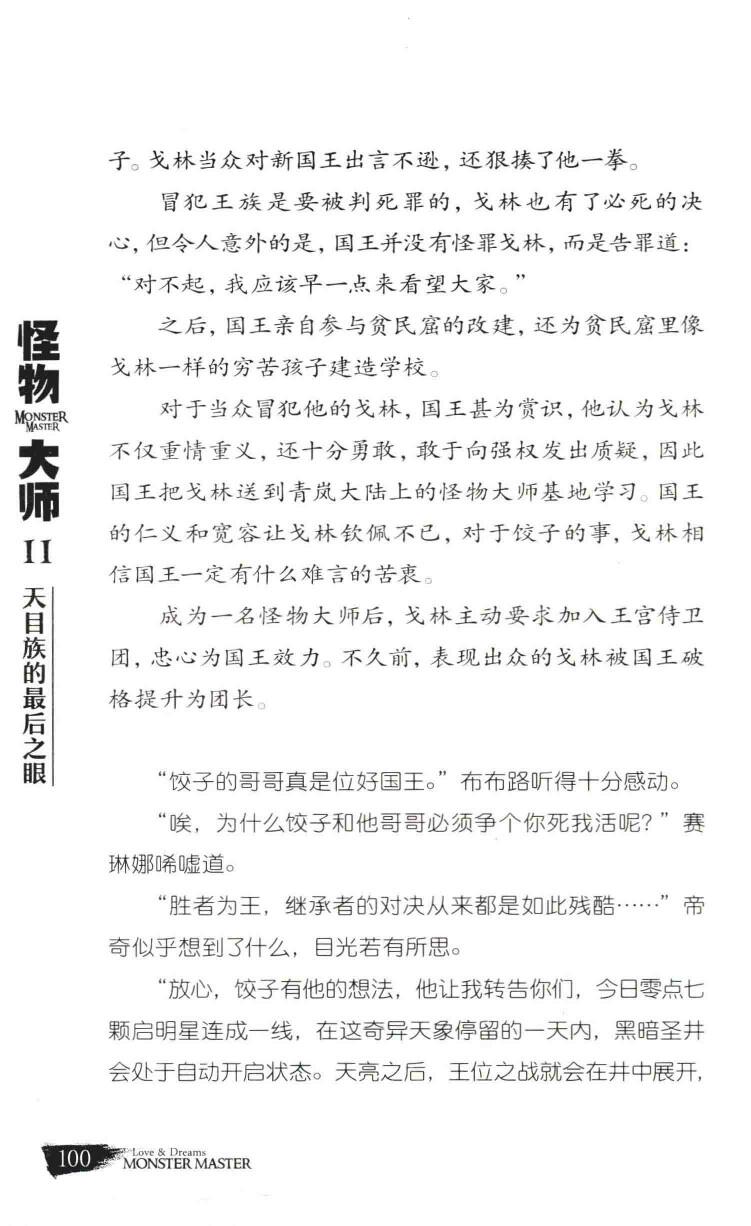 子。戈林当众对新国王出言不逊，还狠揍了他一拳。
冒犯王族是要被判死罪的，戈林也有了必死的决
心，但令人意外的是，国王并没有怪罪戈林，而是告罪道：
“对不起，我应该早一点来看望大家。”
之后，国王亲自参与贫民窟的改建，还为贫民窟里像
戈林一样的穷苦孩子建造学校。
对于当众冒犯他的戈林，国王甚为赏识，他认为戈林
不仅重情重义，还十分勇敢，敢于向强权发出质疑，因此
国王把戈林送到青岚大陆上的怪物大师基地学习。国王
的仁义和宽容让戈林钦佩不已，对于饺子的事，戈林相
信国王一定有什么难言的苦衷。
成为一名怪物大师后，戈林主动要求加入王宫侍卫
团，忠心为国王效力。不久前，表现出众的戈林被国王破
格提升为团长。
“饺子的哥哥真是位好国王。”布布路听得十分感动。
“唉，为什么饺子和他哥哥必须争个你死我活呢？”赛
琳娜唏嘘道。
“胜者为王，继承者的对决从来都是如此残酷……”帝
奇似乎想到了什么，目光若有所思。
“放心，饺子有他的想法，他让我转告你们，今日零点七
颗启明星连成一线，在这奇异天象停留的一天内，黑暗圣井
会处于自动开启状态。天亮之后，王位之战就会在井中展开，
怪物
MONSTER
MASTER
大师
II
天目族的最后之眼
100
Love & Dreams
MONSTER MASTER